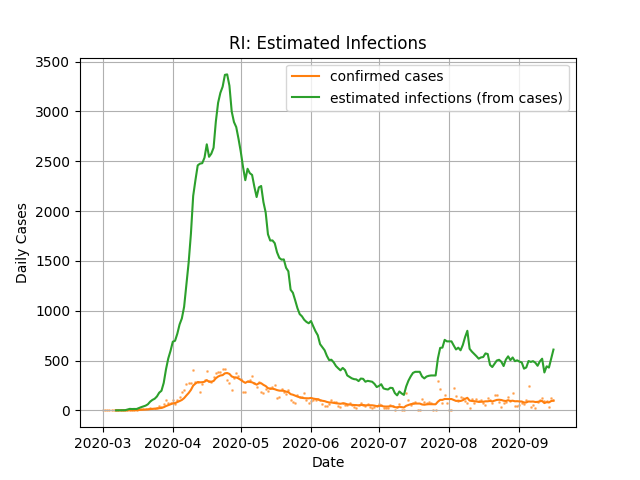 RI: Estimated Infections
confirmed cases
estimated infections (from cases)
Daily Cases
3500
3000
2500
2000
1500
1000
500
0
2020-03 2020-04 2020-05 2020-06 2020-07 2020-08 2020-09
Date